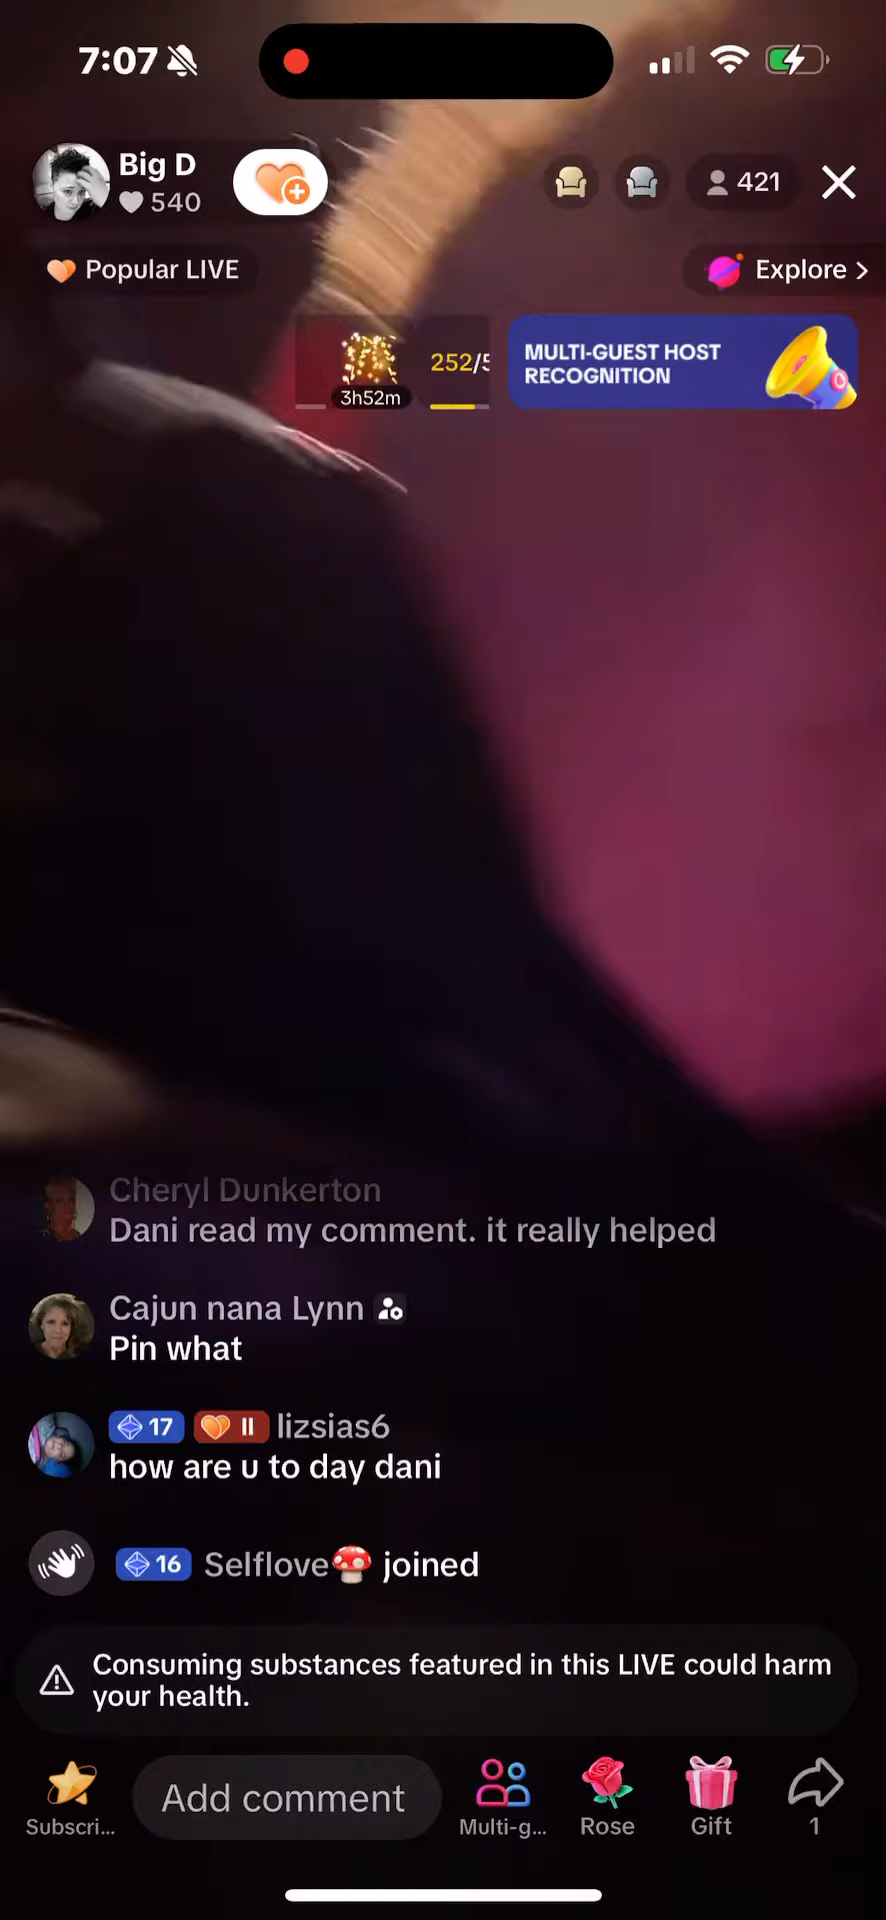 7:07
Big D
540
421
Popular LIVE
Explore >
3h52m
252/5
MULTI-GUEST HOST
RECOGNITION
Cheryl Dunkerton
Dani read my comment. it really helped
Cajun nana Lynn
Pin what
17 II lizsias6
how are u to day dani
16 Selflove🍄 joined
Consuming substances featured in this LIVE could harm
your health.
Add comment
Subscri... Multi-g... Rose Gift 1